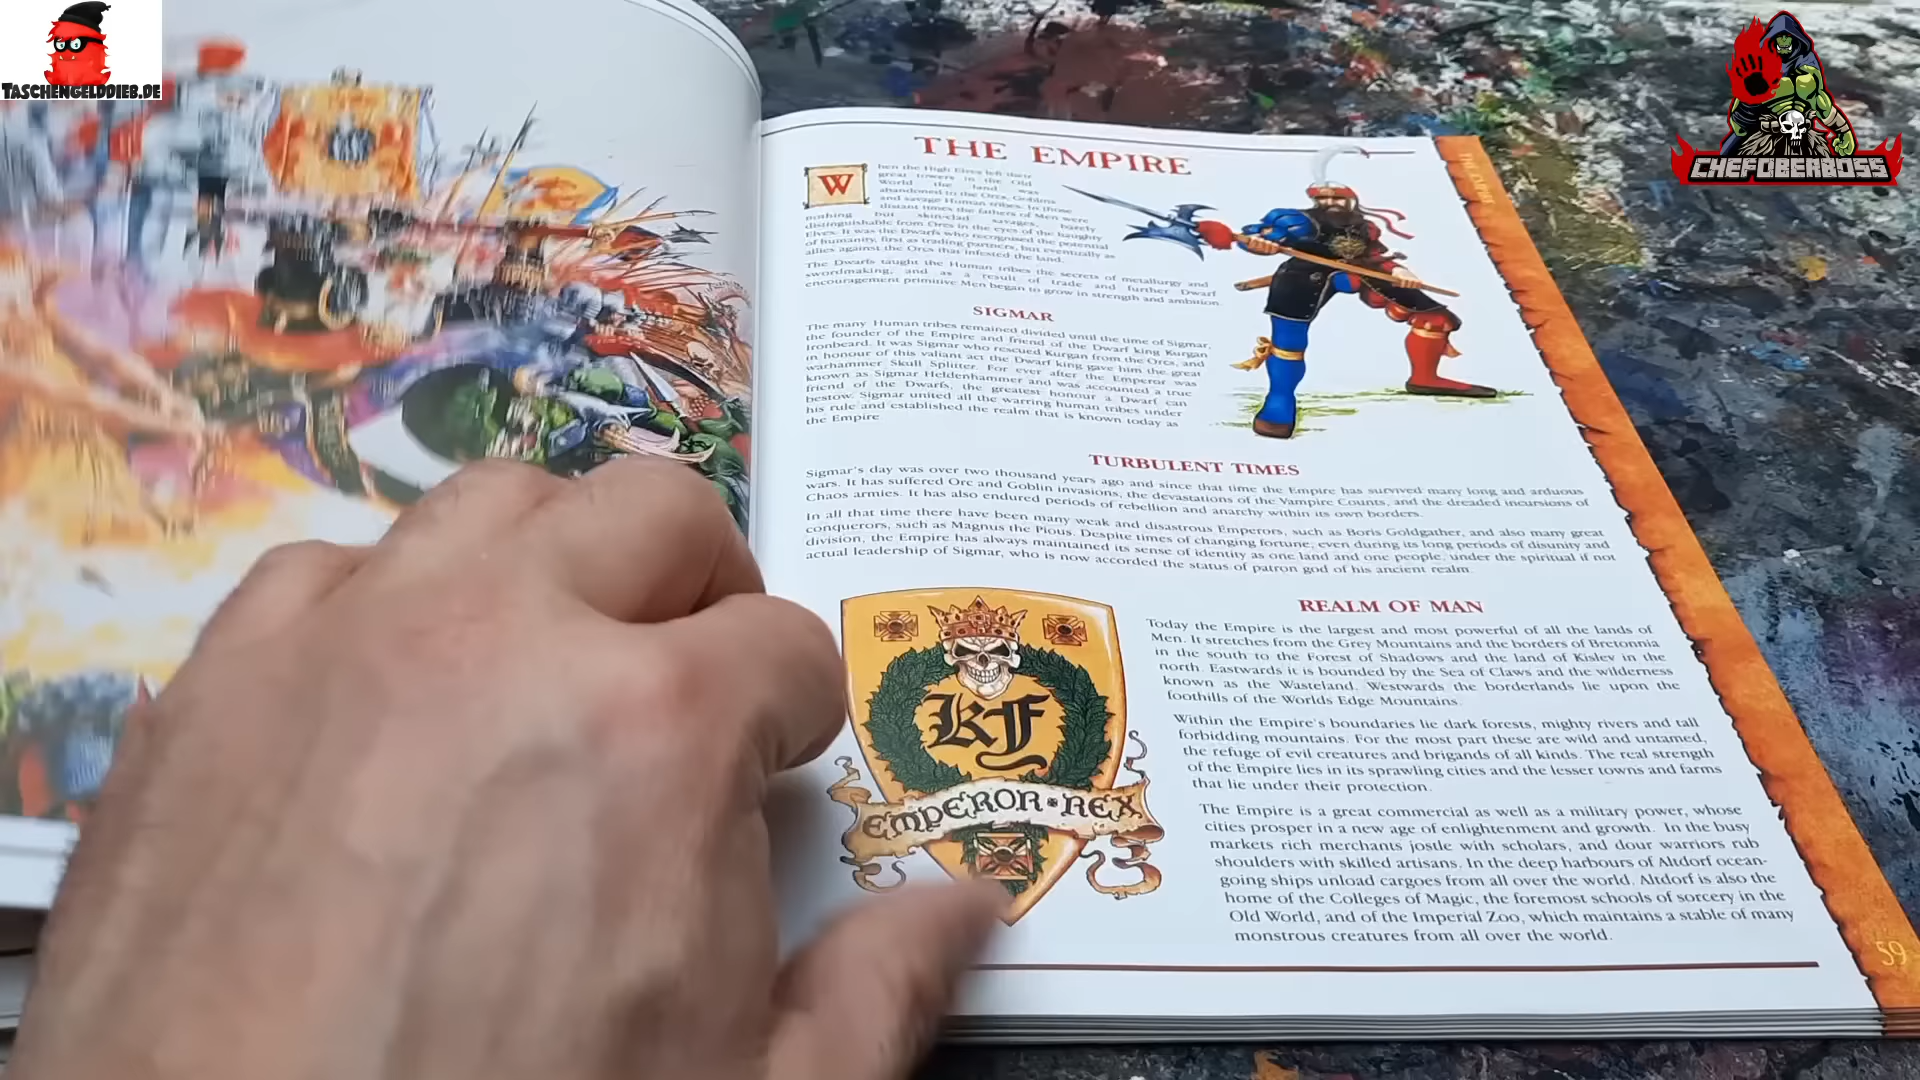 TASCHENGELDDIEB.DE
CHEFOBERBOSS
THE EMPIRE
THE EMPIRE
When the High Elves left their
great towers in the Old
World the land was
abandoned to the Orcs, Goblins
and savage Human tribes. In those
distant times the fathers of Men were
nothing but skin-clad savages barely
distinguishable from Orcs in the eyes of the haughty
Elves. It was the Dwarfs who recognised the potential
of humanity, first as trading partners, but eventually as
allies against the Orcs that infested the land.
The Dwarfs taught the Human tribes the secrets of metallurgy and
swordmaking, and as a result of trade and further Dwarf
encouragement primitive Men began to grow in strength and ambition.
SIGMAR
The many Human tribes remained divided until the time of Sigmar,
the founder of the Empire and friend of the Dwarf king Kurgan
Ironbeard. It was Sigmar who rescued Kurgan from the Orcs, and
in honour of this valiant act the Dwarf king gave him the great
warhammer Skull Splitter. For ever after the Emperor was
known as Sigmar Heldenhammer and was accounted a true
friend of the Dwarfs, the greatest honour a Dwarf can
bestow. Sigmar united all the warring human tribes under
his rule and established the realm that is known today as
the Empire
TURBULENT TIMES
Sigmar's day was over two thousand years ago and since that time the Empire has survived many long and arduous
wars. It has suffered Orc and Goblin invasions, the devastations of the Vampire Counts, and the dreaded incursions of
Chaos armies. It has also endured periods of rebellion and anarchy within its own borders.
In all that time there have been many weak and disastrous Emperors, such as Boris Goldgather, and also many great
conquerors, such as Magnus the Pious. Despite times of changing fortune, even during its long periods of disunity and
division, the Empire has always maintained its sense of identity as one land and one people, under the spiritual if not
actual leadership of Sigmar, who is now accorded the status of patron god of his ancient realm
KF
EMPEROR REX
REALM OF MAN
Today the Empire is the largest and most powerful of all the lands of
Men. It stretches from the Grey Mountains and the borders of Bretonnia
in the south to the Forest of Shadows and the land of Kislev in the
north. Eastwards it is bounded by the Sea of Claws and the wilderness
known as the Wasteland. Westwards the borderlands lie upon the
foothills of the Worlds Edge Mountains.
Within the Empire's boundaries lie dark forests, mighty rivers and tall
forbidding mountains. For the most part these are wild and untamed,
the refuge of evil creatures and brigands of all kinds. The real strength
of the Empire lies in its sprawling cities and the lesser towns and farms
that lie under their protection.
The Empire is a great commercial as well as a military power, whose
cities prosper in a new age of enlightenment and growth. In the busy
markets rich merchants jostle with scholars, and dour warriors rub
shoulders with skilled artisans. In the deep harbours of Altdorf ocean-
going ships unload cargoes from all over the world. Altdorf is also the
home of the Colleges of Magic, the foremost schools of sorcery in the
Old World, and of the Imperial Zoo, which maintains a stable of many
monstrous creatures from all over the world.
59